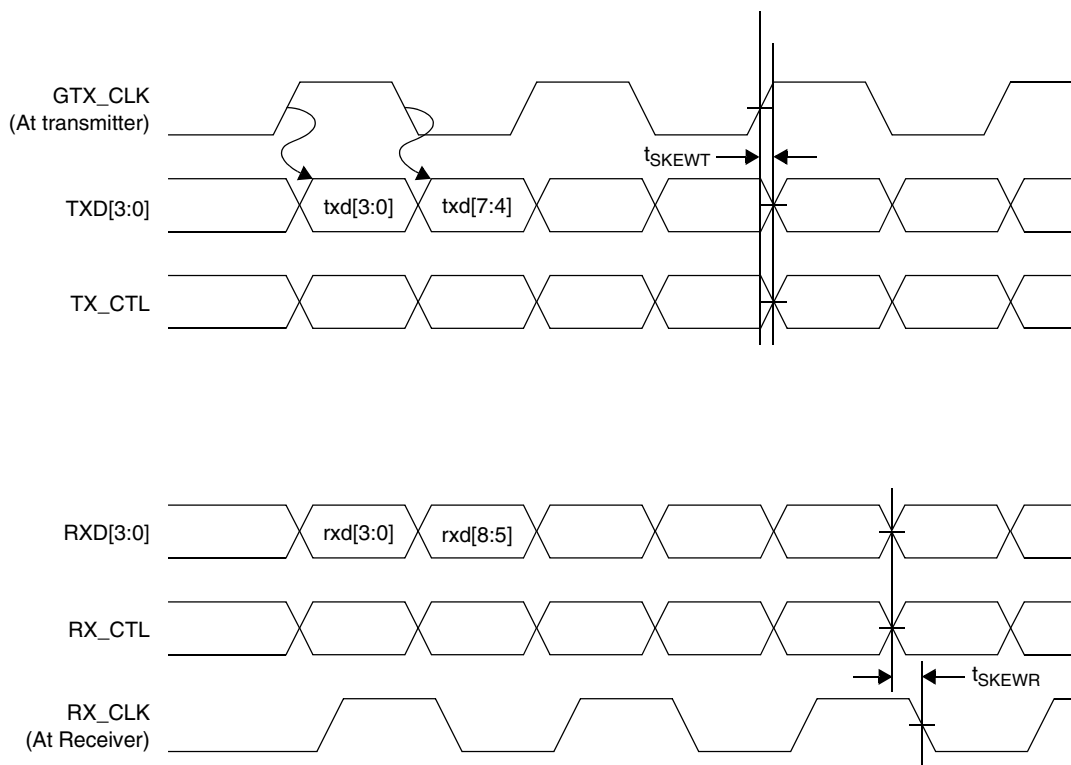 GTX_CLK
(At transmitter)
tSKEWT
TXD[3:0]
txd[3:0]
txd[7:4]
TX_CTL
RXD[3:0]
rxd[3:0]
rxd[8:5]
RX_CTL
tSKEWR
RX_CLK
(At Receiver)